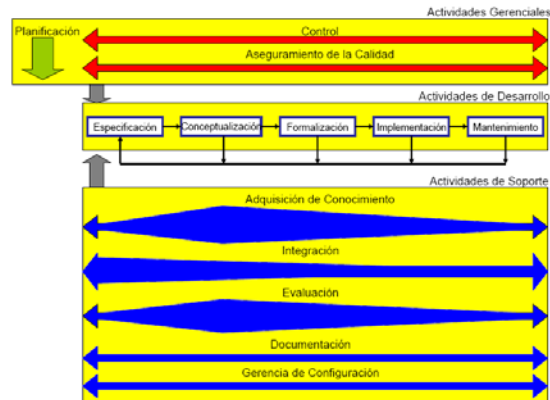 Actividades Gerenciales
Planificación
Control
Aseguramiento de la Calidad
Actividades de Desarrollo
Especificación
Conceptualización
Formalización
Implementación
Mantenimiento
Actividades de Soporte
Adquisición de Conocimiento
Integración
Evaluación
Documentación
Gerencia de Configuración